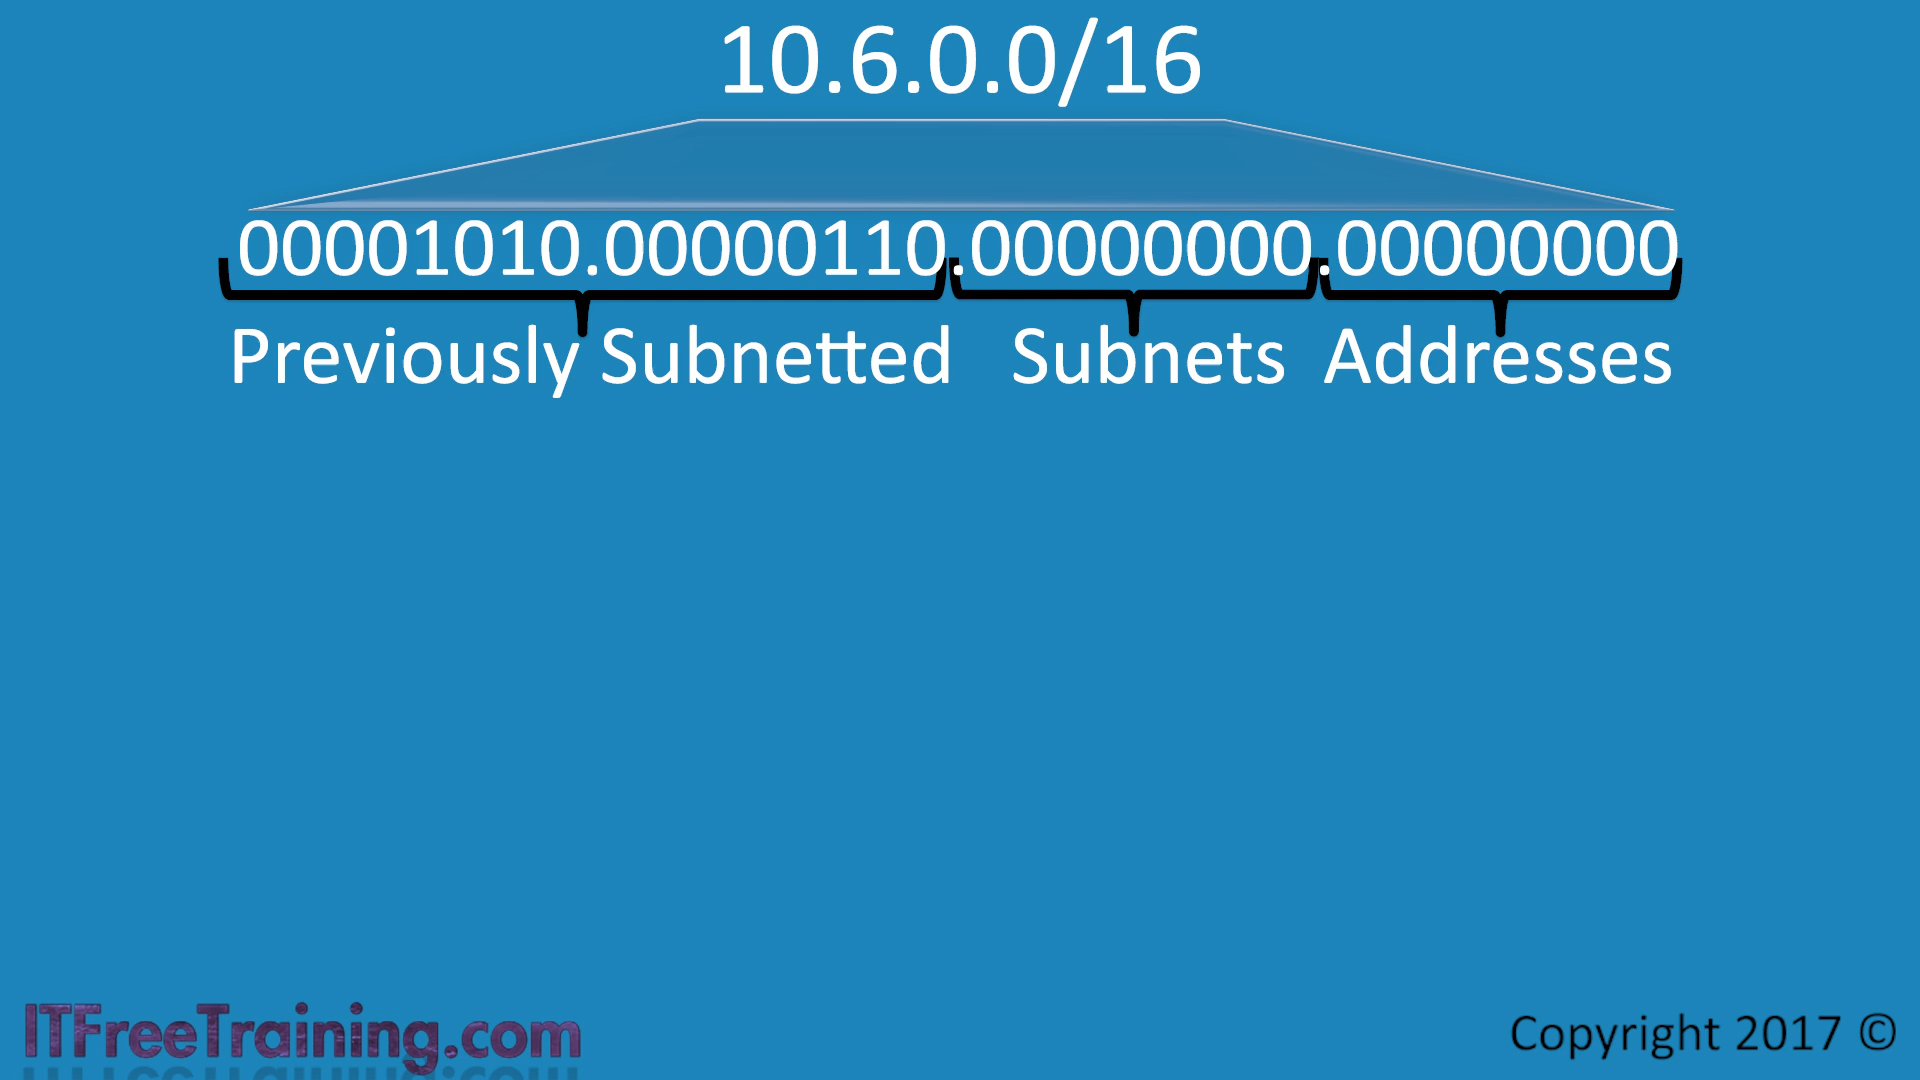 10.6.0.0/16
00001010.00000110.00000000.00000000
Previously Subnetted Subnets Addresses
ITFreeTraining.com
Copyright 2017 ©